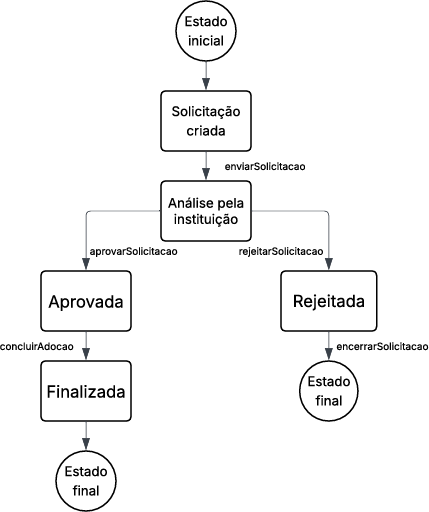 Estado
inicial
Solicitação
criada
enviarSolicitacao
Análise pela
instituição
aprovarSolicitacao
rejeitarSolicitacao
Aprovada
Rejeitada
concluirAdocao
encerrarSolicitacao
Finalizada
Estado
final
Estado
final